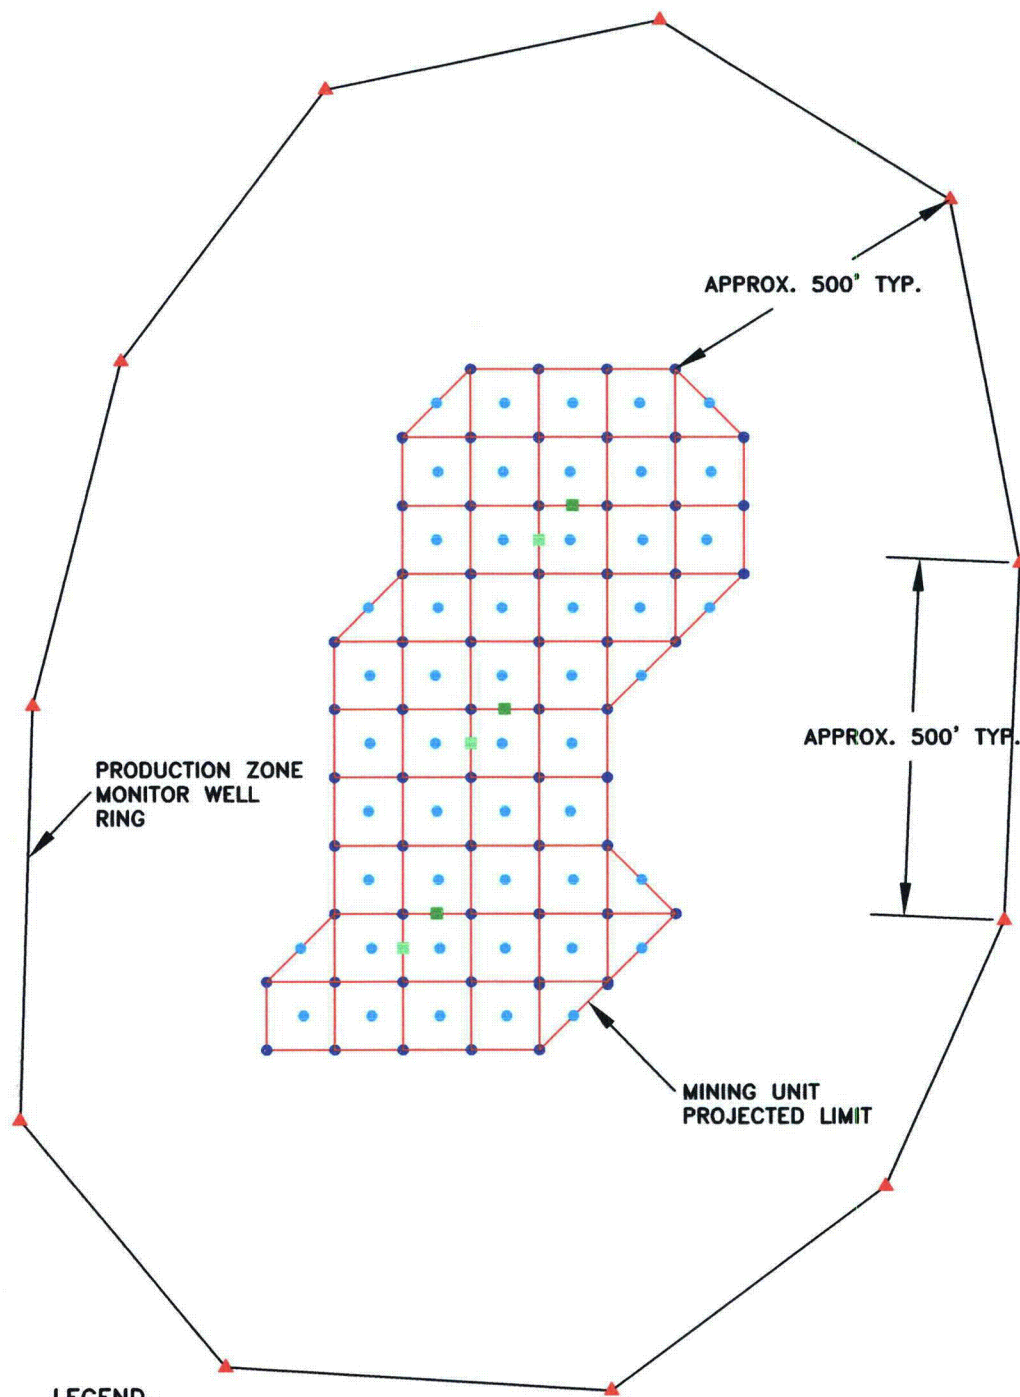 APPROX. 500' TYP.
APPROX. 500' TYP.
PRODUCTION ZONE
MONITOR WELL
RING
MINING UNIT
PROJECTED LIMIT
LEGEND